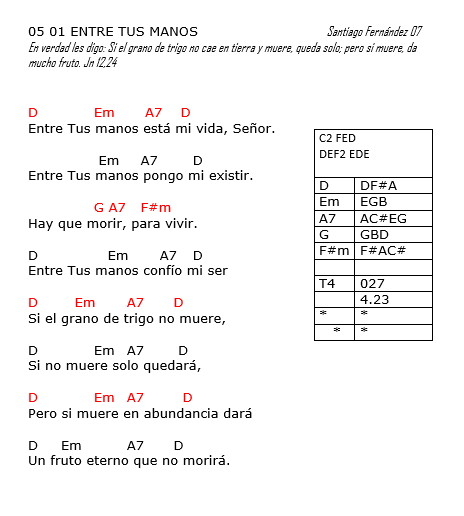 05 01 ENTRE TUS MANOS Santiago Fernández 07
En verdad les digo: Si el grano de trigo no cae en tierra y muere, queda solo; pero sí muere, da
mucho fruto. Jn 12,24
D Em A7 D
Entre Tus manos está mi vida, Señor.
Em A7 D
Entre Tus manos pongo mi existir.
G A7 F#m
Hay que morir, para vivir.
D Em A7 D
Entre Tus manos confío mi ser
D Em A7 D
Si el grano de trigo no muere,
D Em A7 D
Si no muere solo quedará,
D Em A7 D
Pero si muere en abundancia dará
D Em A7 D
Un fruto eterno que no morirá.
C2 FED
DEF2 EDE
D DF#A
Em EGB
A7 AC#EG
G GBD
F#m F#AC#
T4 027
4.23
* *
* *